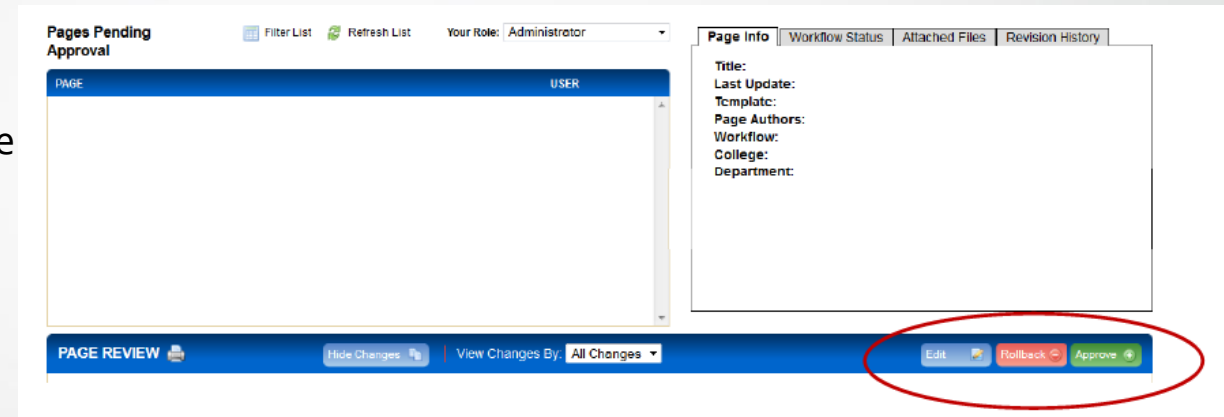 Pages Pending Approval
Filter List
Refresh List
Your Role: Administrator
PAGE
USER
e
Page Info
Workflow Status
Attached Files
Revision History
Title:
Last Update:
Template:
Page Authors:
Workflow:
College:
Department:
PAGE REVIEW
Hide Changes
View Changes By: All Changes
Edit
Rollback
Approve